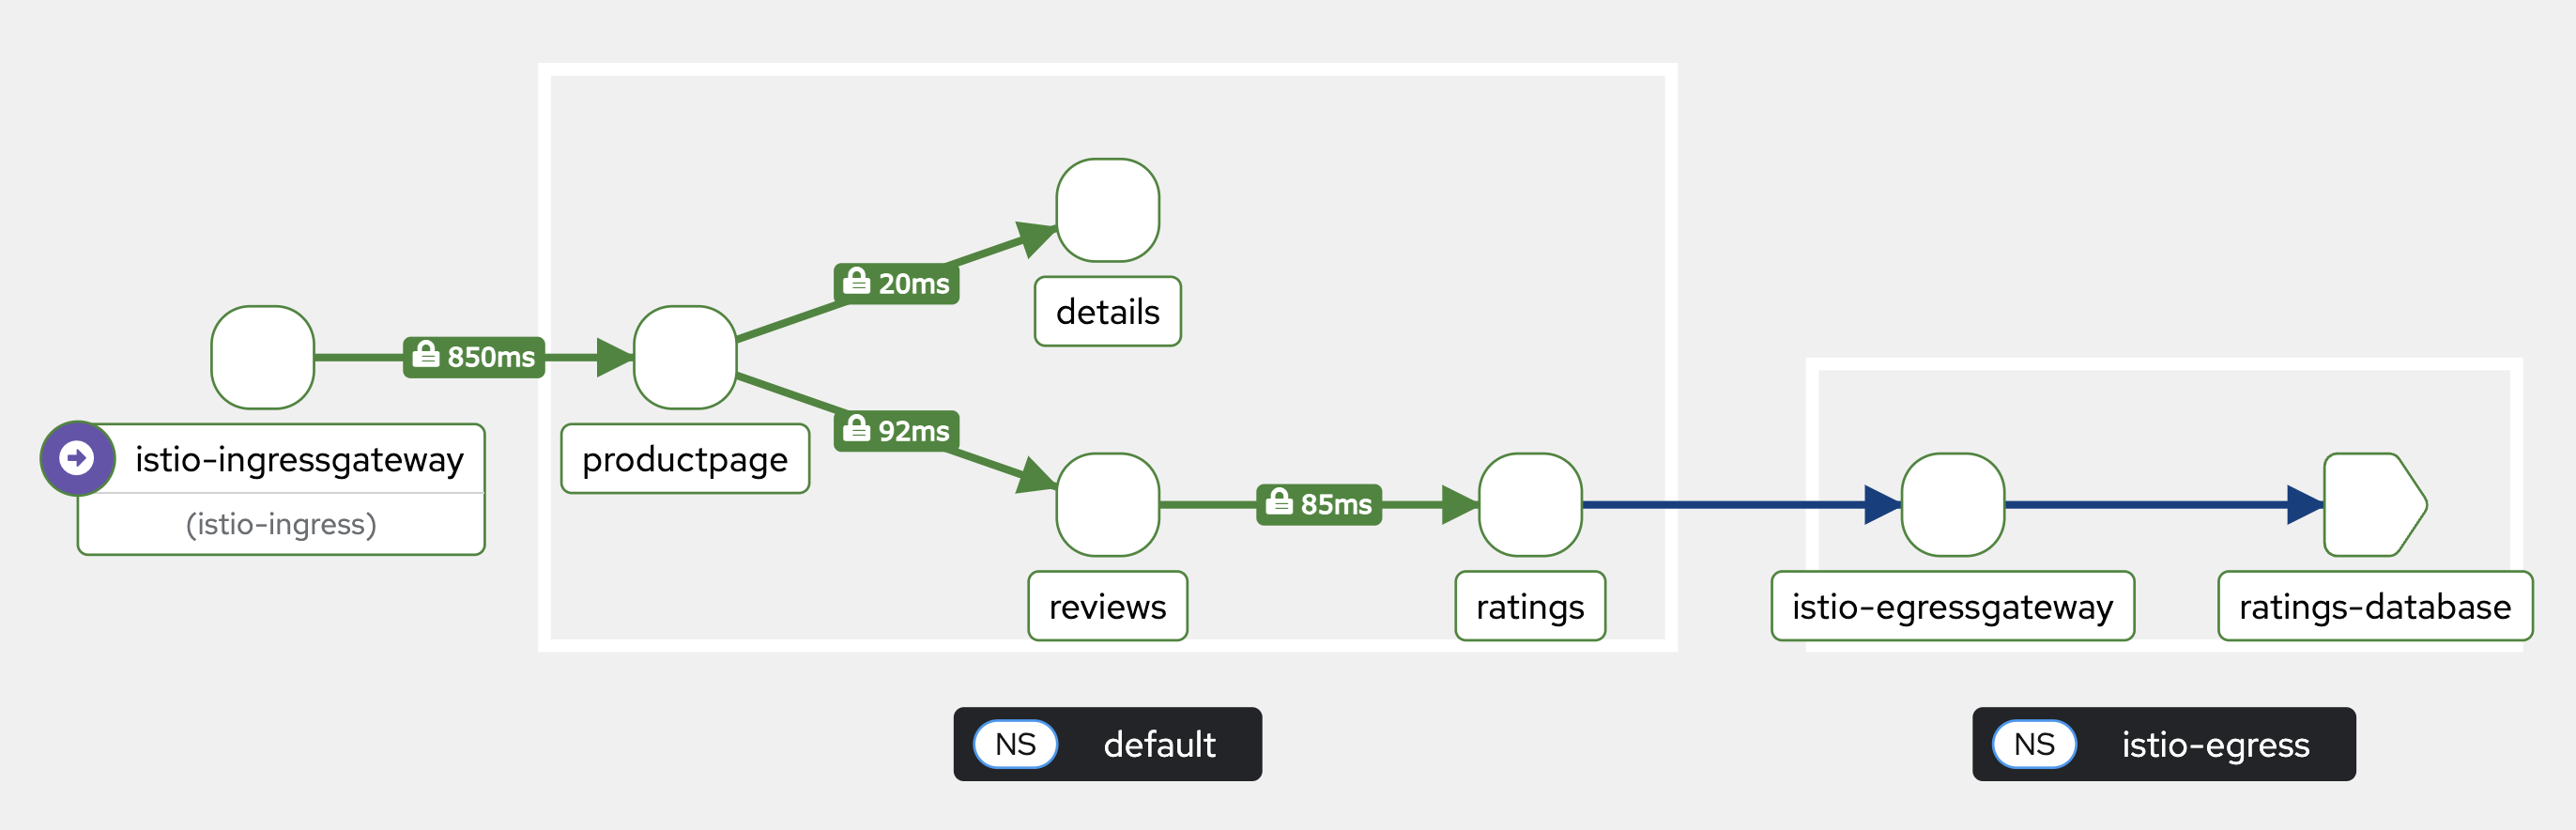 20ms
details
850ms
istio-ingressgateway
(istio-ingress)
productpage
92ms
reviews
85ms
ratings
istio-egressgateway
ratings-database
NS default
NS istio-egress